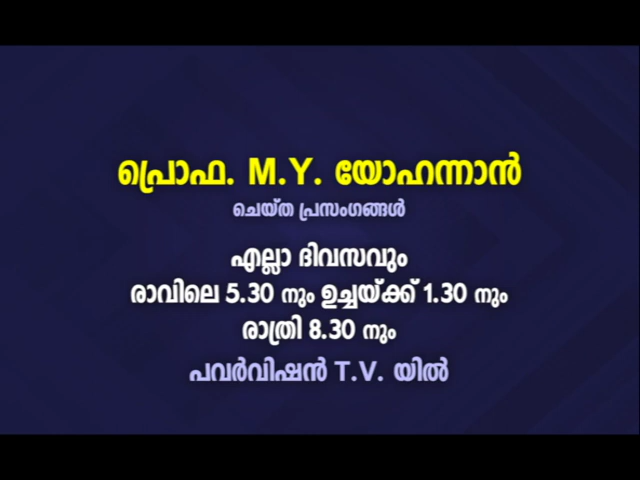 പ്രൊഫ. M.Y. യോഹന്നാൻ
ചെയ്ത പ്രസംഗങ്ങൾ
എല്ലാ ദിവസവും
രാവിലെ 5.30 നും ഉച്ചയ്ക്ക് 1.30 നും
രാത്രി 8.30 നും
പവർവിഷൻ T.V. യിൽ